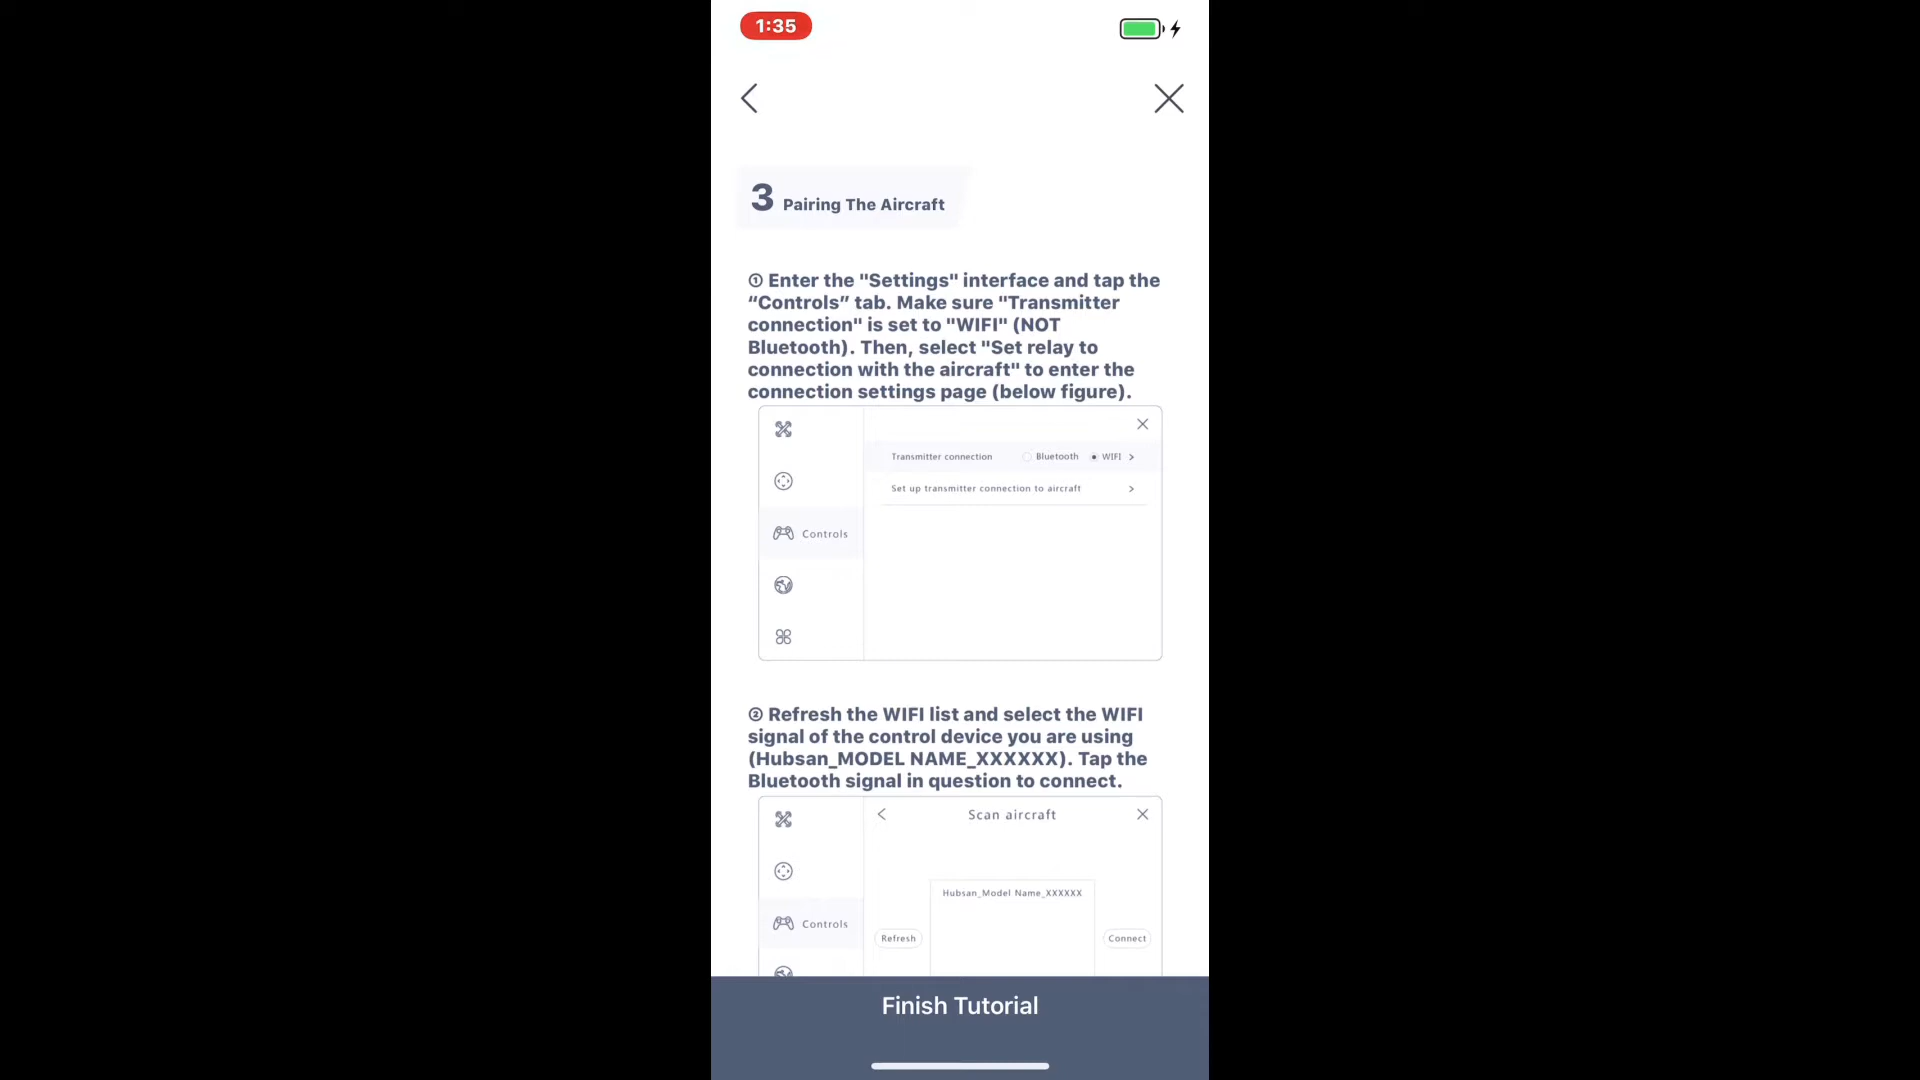 1:35
3 Pairing The Aircraft
① Enter the "Settings" interface and tap the
“Controls” tab. Make sure "Transmitter
connection" is set to "WIFI" (NOT
Bluetooth). Then, select "Set relay to
connection with the aircraft" to enter the
connection settings page (below figure).
Transmitter connection Bluetooth WIFI
Set up transmitter connection to aircraft
Controls
② Refresh the WIFI list and select the WIFI
signal of the control device you are using
(Hubsan_MODEL NAME_XXXXXX). Tap the
Bluetooth signal in question to connect.
Scan aircraft
Hubsan_Model Name_XXXXXX
Controls
Refresh
Connect
Finish Tutorial